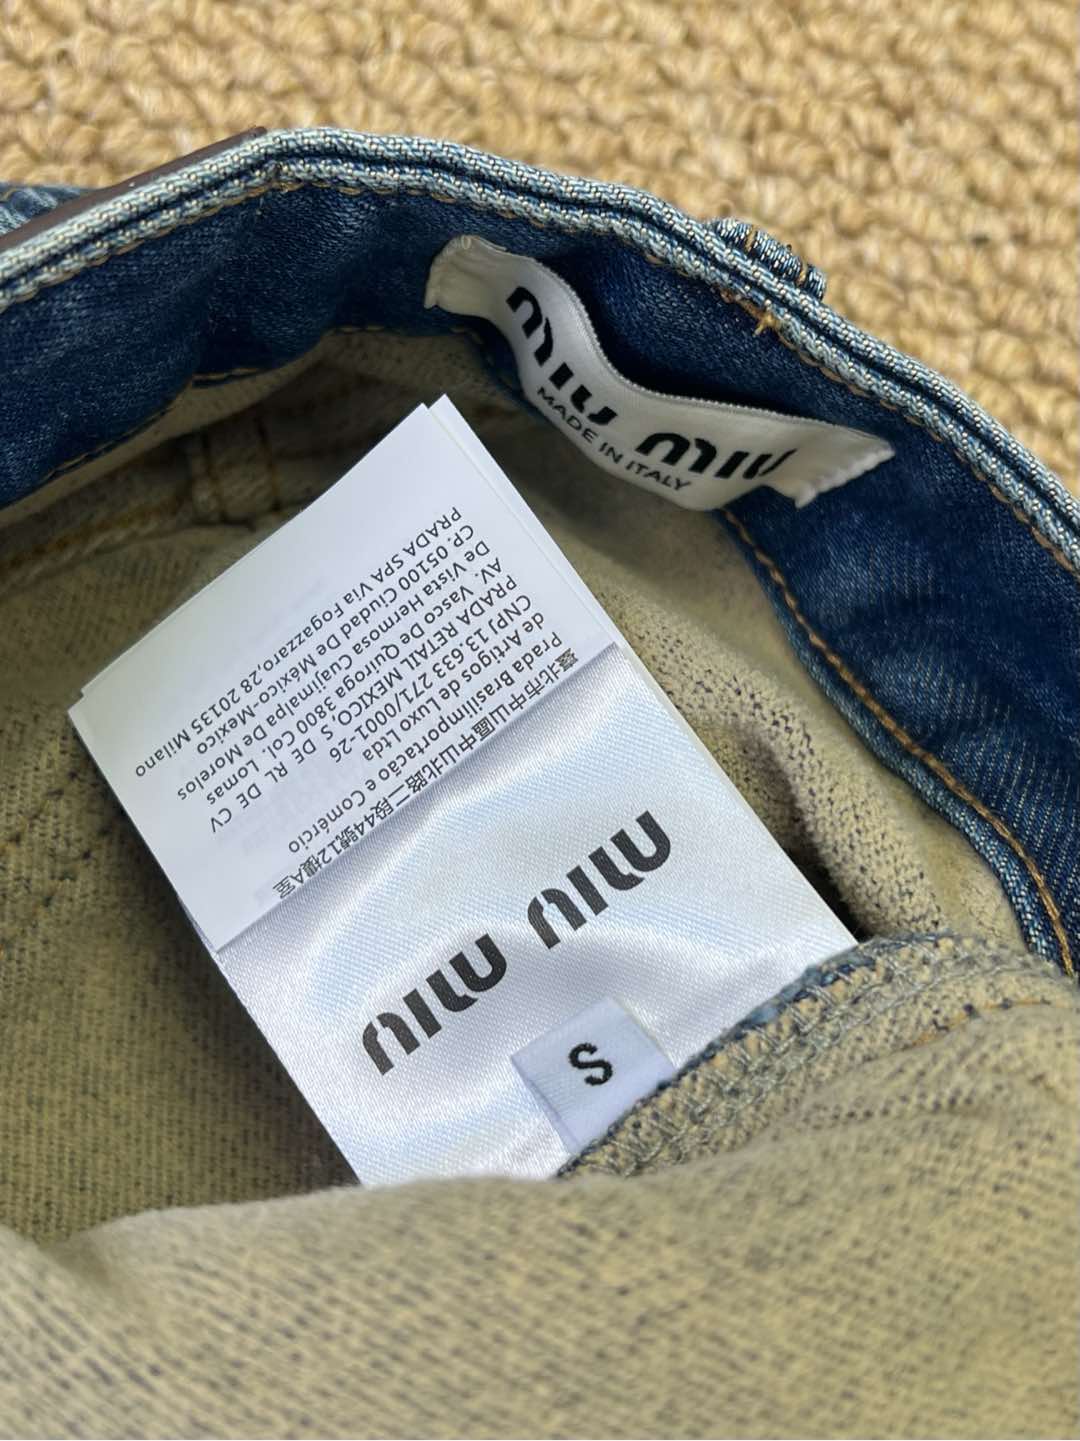 miu miu
MADE IN ITALY
臺北市中山區中山北路二段44號12樓A室
Prada Brasilimportacão e Comércio
de Artigos de Luxo Ltda
CNPJ 13.633 271/0001-26
PRADA RETAIL MEXICO, S, DE RL DE CV
AV. Vasco De Quiroga 3800 Col. Lomas
De Vista Hermosa Cuajimalpa De Morelos
CP. 05100 Ciudad De México-Mexico
PRADA SPA Via Fogazzaro,28 20135 Milano
miu miu
S